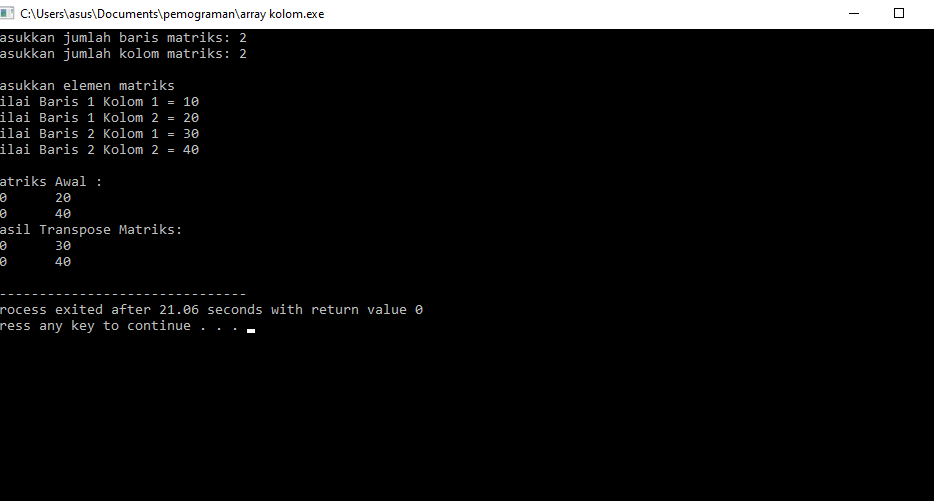 C:\Users\asus\Documents\pemograman\array kolom.exe
asukkan jumlah baris matriks: 2
asukkan jumlah kolom matriks: 2
asukkan elemen matriks
ilai Baris 1 Kolom 1 = 10
ilai Baris 1 Kolom 2 = 20
ilai Baris 2 Kolom 1 = 30
ilai Baris 2 Kolom 2 = 40
atriks Awal :
0 20
0 40
asil Transpose Matriks:
0 30
0 40
-------------------------------
rocess exited after 21.06 seconds with return value 0
ress any key to continue . . .